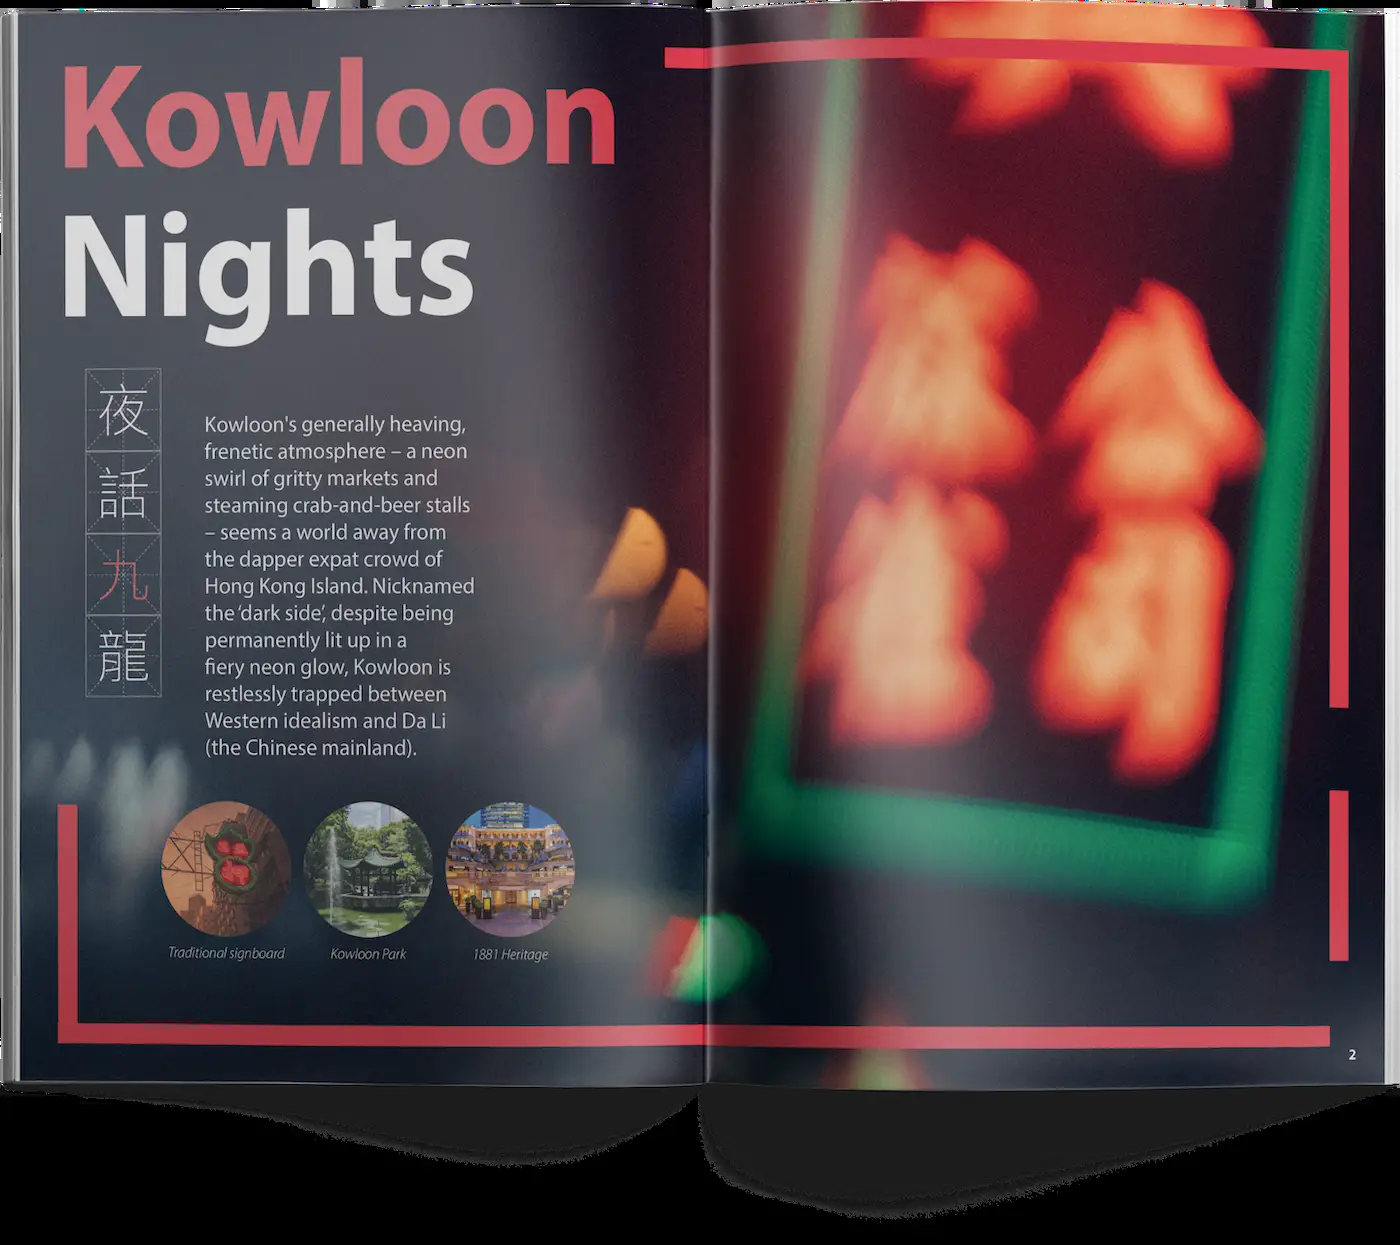 Kowloon
Nights
夜
話
九
龍
Kowloon's generally heaving,
frenetic atmosphere – a neon
swirl of gritty markets and
steaming crab-and-beer stalls
– seems a world away from
the dapper expat crowd of
Hong Kong Island. Nicknamed
the ‘dark side’, despite being
permanently lit up in a
fiery neon glow, Kowloon is
restlessly trapped between
Western idealism and Da Li
(the Chinese mainland).
Traditional signboard
Kowloon Park
1881 Heritage
2